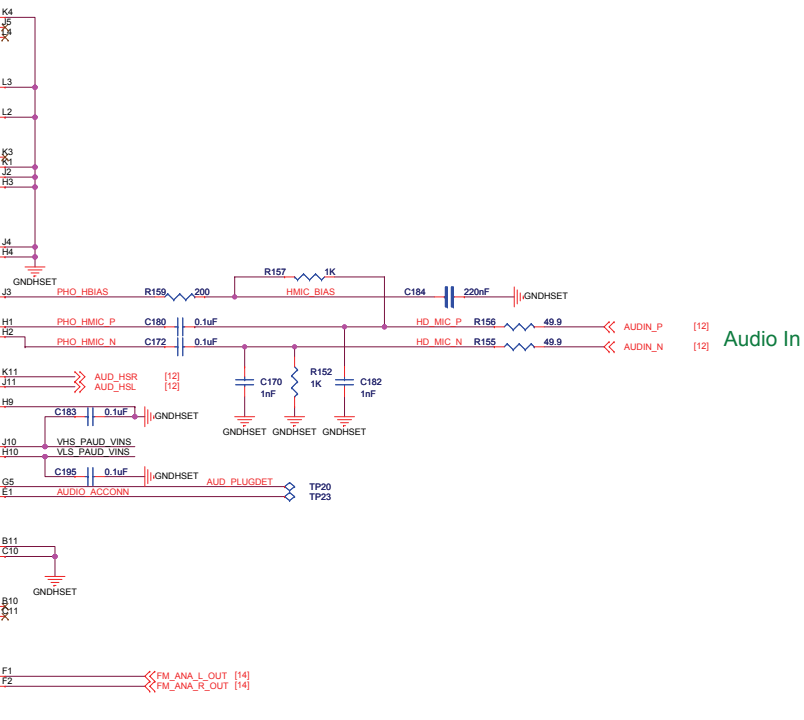 K4
J5
L4
L3
L2
K3
K1
J2
H3
J4
H4
GNDHSET
R157 1K
J3 PHO_HBIAS R159 200 HMIC_BIAS C184 220nF GNDHSET
H1 PHO_HMIC_P C180 0.1uF HD_MIC_P R156 49.9 AUDIN_P [12]
H2
PHO_HMIC_N C172 0.1uF HD_MIC_N R155 49.9 AUDIN_N [12] Audio In
K11 AUD_HSR [12]
J11 AUD_HSL [12]
C170 1nF
R152 1K
C182 1nF
H9
C183 0.1uF GNDHSET
GNDHSET GNDHSET GNDHSET
J10 VHS_PAUD_VINS
H10 VLS_PAUD_VINS
C195 0.1uF GNDHSET
G5 AUD_PLUGDET TP20
E1 AUDIO_ACCONN TP23
B11
C10
GNDHSET
B10
C11
F1 FM_ANA_L_OUT [14]
F2 FM_ANA_R_OUT [14]